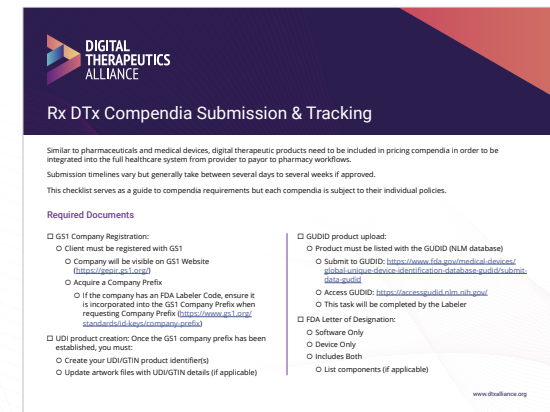 DIGITAL
THERAPEUTICS
ALLIANCE
Rx DTx Compendia Submission & Tracking
Similar to pharmaceuticals and medical devices, digital therapeutic products need to be included in pricing compendia in order to be
integrated into the full healthcare system from provider to payor to pharmacy workflows.
Submission timelines vary but generally take between several days to several weeks if approved.
This checklist serves as a guide to compendia requirements but each compendia is subject to their individual policies.
Required Documents
GS1 Company Registration:
Client must be registered with GS1
Company will be visible on GS1 Website
(https://gepir.gs1.org/)
Acquire a Company Prefix
If the company has an FDA Labeler Code, ensure it
is incorporated into the GS1 Company Prefix when
requesting Company Prefix (https://www.gs1.org/
standards/id-keys/company-prefix)
UDI product creation: Once the GS1 company prefix has been
established, you must:
Create your UDI/GTIN product identifier(s)
Update artwork files with UDI/GTIN details (if applicable)
GUDID product upload:
Product must be listed with the GUDID (NLM database)
Submit to GUDID: https://www.fda.gov/medical-devices/
global-unique-device-identification-database-gudid/submit-
data-gudid
Access GUDID: https://accessgudid.nlm.nih.gov/
This task will be completed by the Labeler
FDA Letter of Designation:
Software Only
Device Only
Includes Both
List components (if applicable)
www.dtxalliance.org